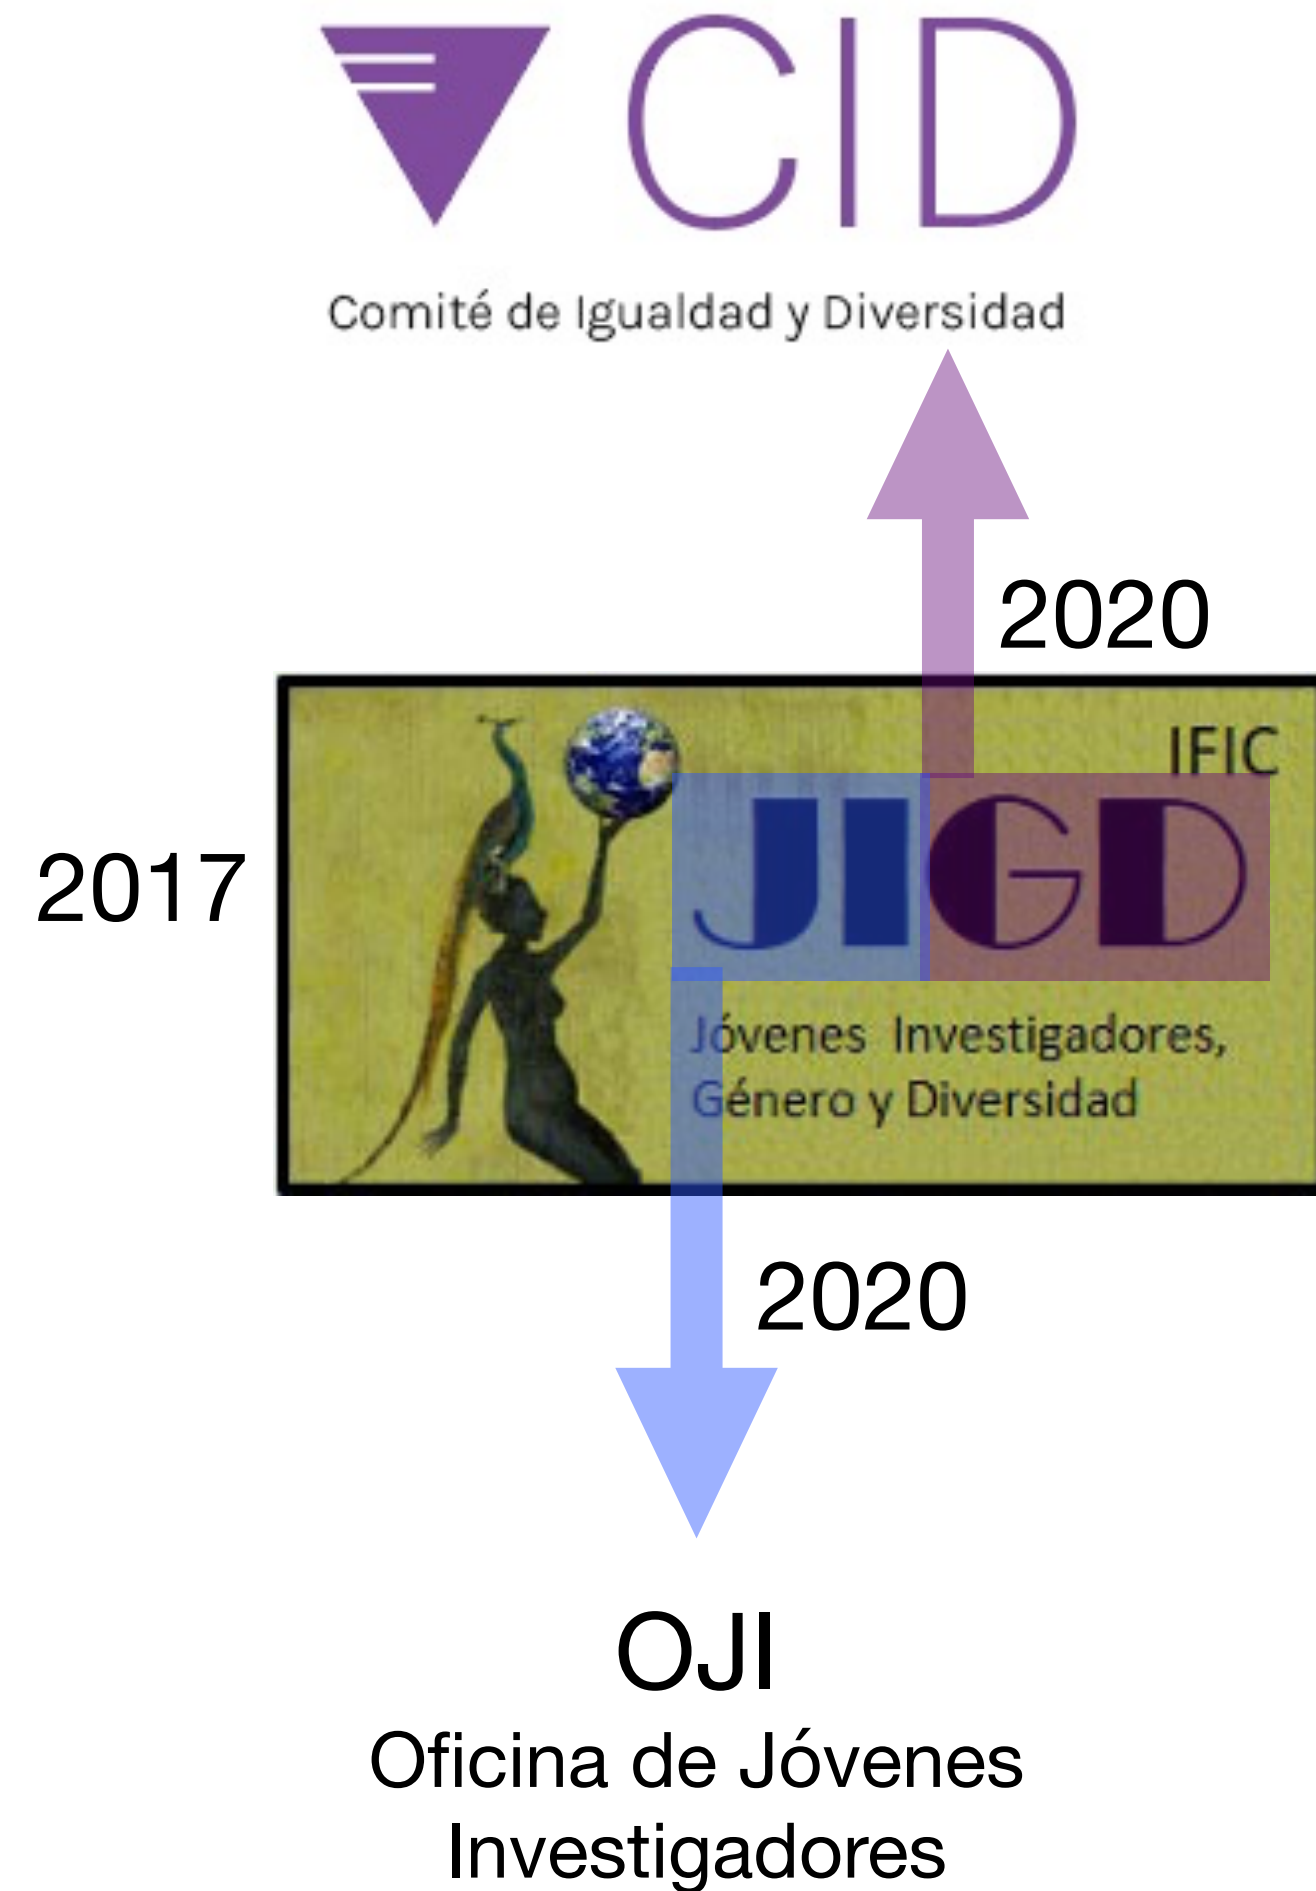 CID
Comité de Igualdad y Diversidad
2020
IFIC
2017
JIGD
Jóvenes Investigadores,
Género y Diversidad
2020
OJI
Oficina de Jóvenes
Investigadores